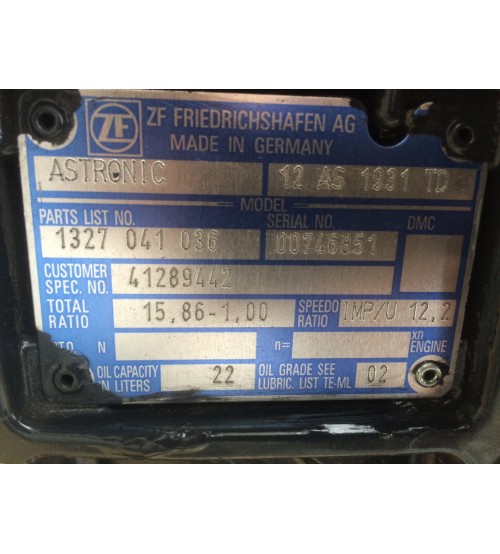 ZF ZF FRIEDRICHSHAFEN AG
MADE IN GERMANY
ASTRONIC 12 AS 1931 TD
MODEL
PARTS LIST NO. SERIAL NO. DMC
1327 041 036 00746851
CUSTOMER
SPEC. NO. 41289442
TOTAL RATIO 15,86-1,00 SPEEDO RATIO IMP/U 12,2
P.T.O. N n= xn ENGINE
OIL CAPACITY IN LITERS 22 OIL GRADE SEE LUBRIC. LIST TE-ML 02